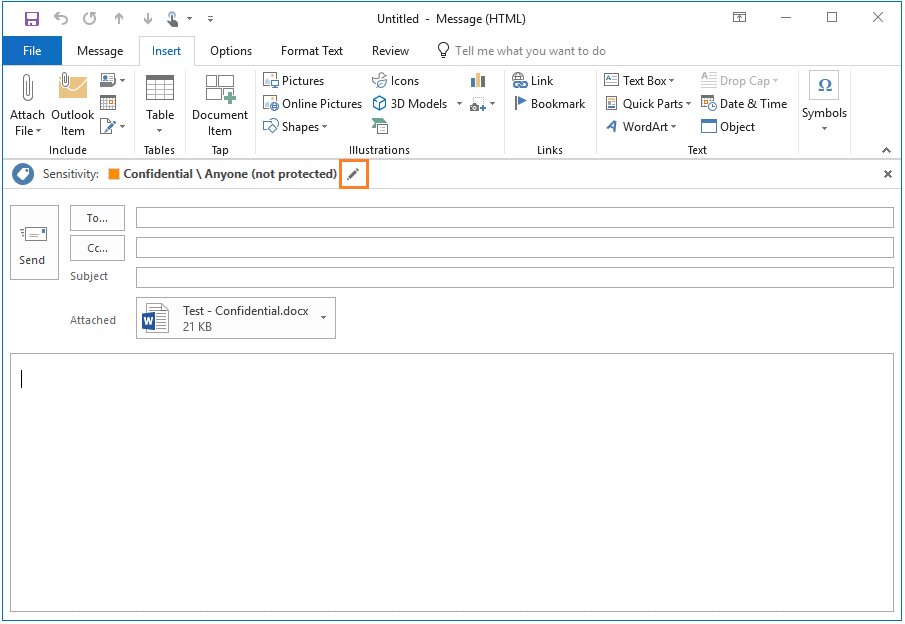 Untitled - Message (HTML)
File Message Insert Options Format Text Review Tell me what you want to do
Attach File
Outlook Item
Include
Table
Tables
Document Item
Tap
Pictures
Online Pictures
Shapes
Icons
3D Models
Illustrations
Link
Bookmark
Links
Text Box
Quick Parts
WordArt
Drop Cap
Date & Time
Object
Text
Ω
Symbols
Sensitivity: Confidential \ Anyone (not protected)
Send
To...
Cc...
Subject
Attached
W
Test - Confidential.docx
21 KB